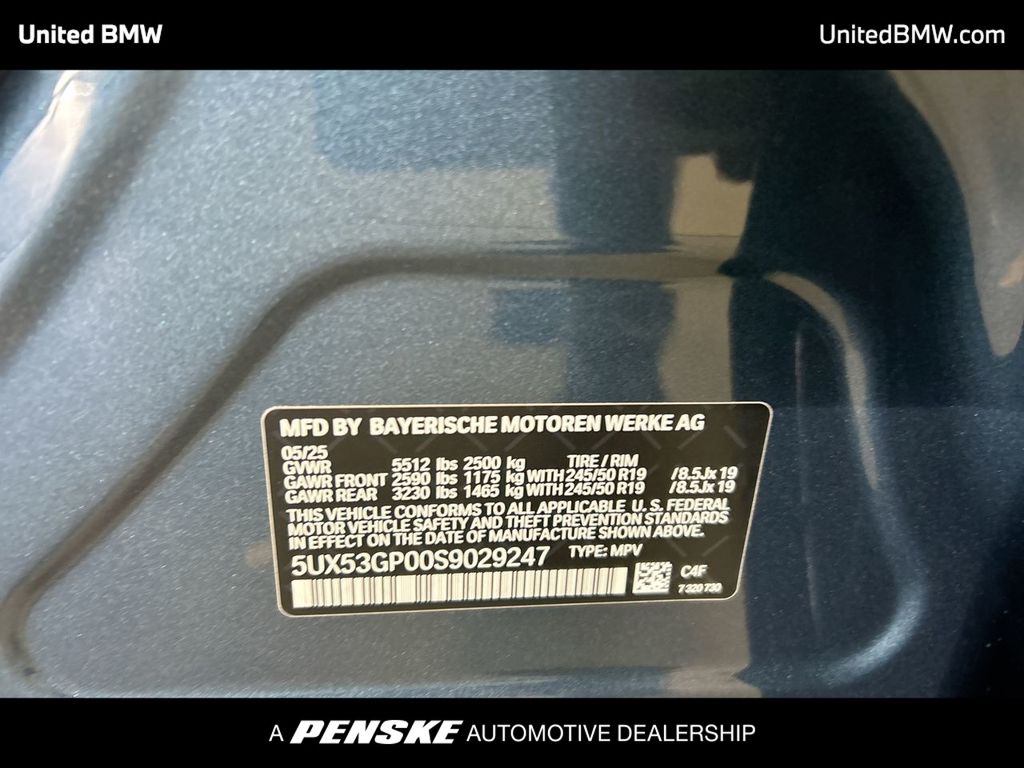 United BMW
UnitedBMW.com
MFD BY BAYERISCHE MOTOREN WERKE AG
05/25
GVWR 5512 lbs 2500 kg TIRE / RIM
GAWR FRONT 2590 lbs 1175 kg WITH 245/50 R19 /8.5Jx19
GAWR REAR 3230 lbs 1465 kg WITH 245/50 R19 /8.5Jx19
THIS VEHICLE CONFORMS TO ALL APPLICABLE U.S. FEDERAL
MOTOR VEHICLE SAFETY AND THEFT PREVENTION STANDARDS
IN EFFECT ON THE DATE OF MANUFACTURE SHOWN ABOVE.
5UX53GP00S9029247 TYPE: MPV
C4F
7 320 730
A PENSKE AUTOMOTIVE DEALERSHIP